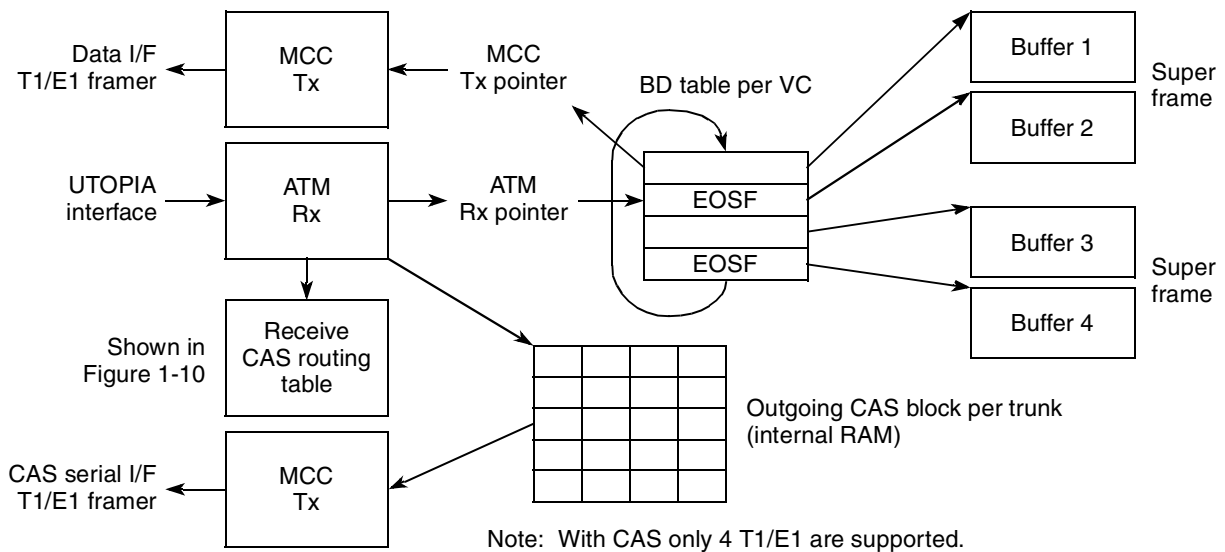 Data I/F
T1/E1 framer
MCC
Tx
MCC
Tx pointer
BD table per VC
Buffer 1
Buffer 2
Super
frame
UTOPIA
interface
ATM
Rx
ATM
Rx pointer
EOSF
EOSF
Buffer 3
Buffer 4
Super
frame
Shown in
Figure 1-10
Receive
CAS routing
table
Outgoing CAS block per trunk
(internal RAM)
CAS serial I/F
T1/E1 framer
MCC
Tx
Note: With CAS only 4 T1/E1 are supported.